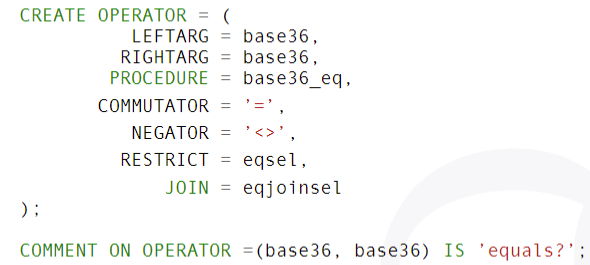 CREATE OPERATOR = (
LEFTARG = base36,
RIGHTARG = base36,
PROCEDURE = base36_eq,
COMMUTATOR = '=',
NEGATOR = '<>',
RESTRICT = eqsel,
JOIN = eqjoinsel
);
COMMENT ON OPERATOR =(base36, base36) IS 'equals?';